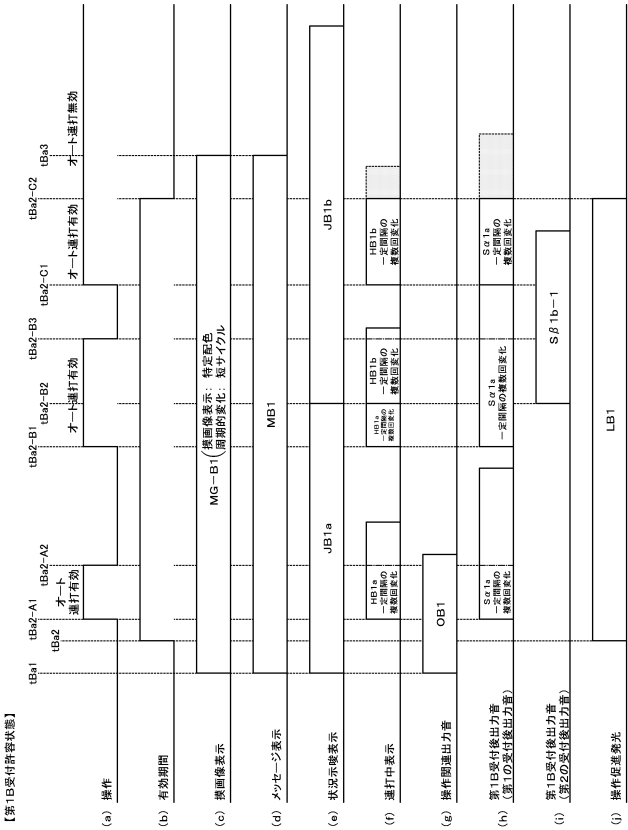 【第1B受付許容状態】
tBa1
tBa2
tBa2-A1
tBa2-A2
tBa2-B1
tBa2-B2
tBa2-B3
tBa2-C1
tBa2-C2
tBa3
(a) 操作
オート
連打有効
オート連打有効
オート連打有効
オート連打無効
(b) 有効期間
(c) 摸画像表示
MG-B1(摸画像表示：特定配色
周期的変化：短サイクル)
(d) メッセージ表示
MB1
(e) 状況示唆表示
JB1a
JB1b
(f) 連打中表示
HB1a
一定間隔の
複数回変化
HB1a
一定間隔の
複数回変化
HB1b
一定間隔の
複数回変化
HB1b
一定間隔の
複数回変化
(g) 操作関連出力音
OB1
(h) 第1B受付後出力音
(第1の受付後出力音)
Sα1a
一定間隔の
複数回変化
Sα1a
一定間隔の複数回変化
Sα1a
一定間隔の
複数回変化
(i) 第1B受付後出力音
(第2の受付後出力音)
Sβ1b-1
(j) 操作促進発光
LB1